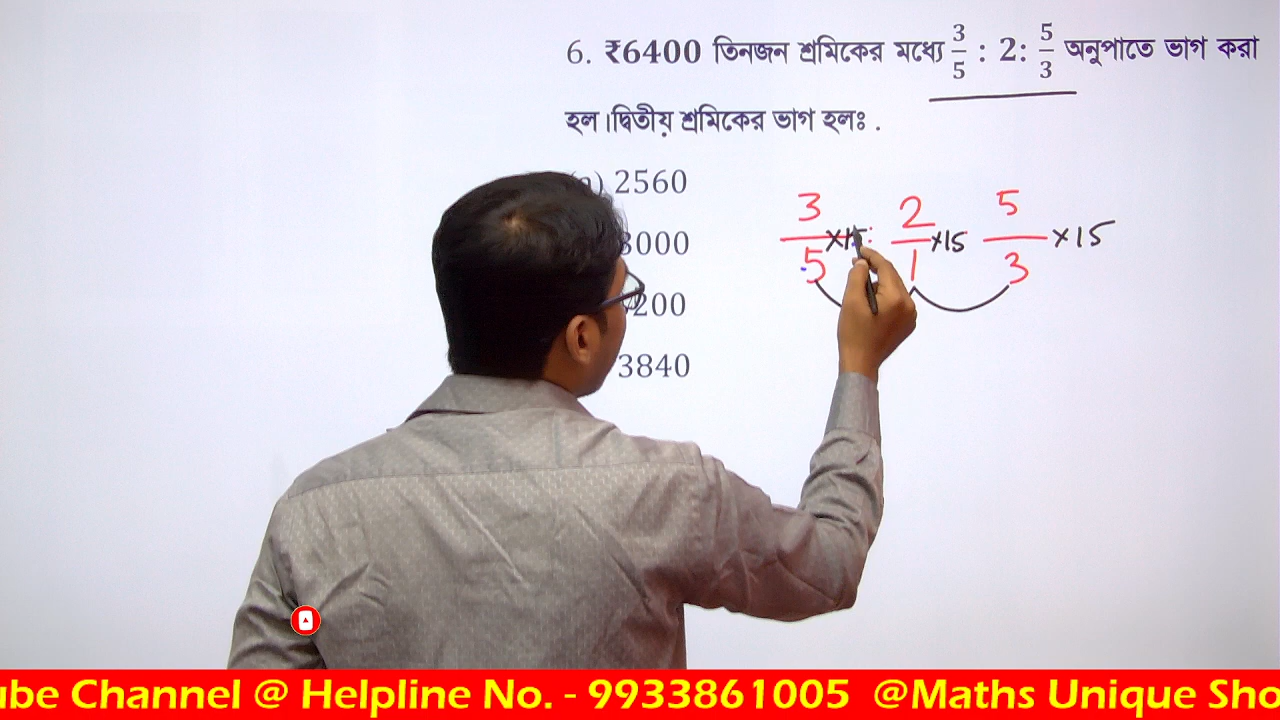 6. ₹6400 তিনজন শ্রমিকের মধ্যে 3/5 : 2: 5/3 অনুপাতে ভাগ করা
হল।দ্বিতীয় শ্রমিকের ভাগ হলঃ .
2560
3000
200
3840
3/5 ×15 : 2/1 ×15 5/3 ×15
ube Channel @ Helpline No. - 9933861005 @Maths Unique Sho